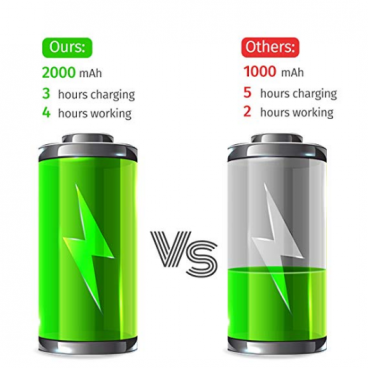 Ours:
2000 mAh
3 hours charging
4 hours working
Others:
1000 mAh
5 hours charging
2 hours working
VS